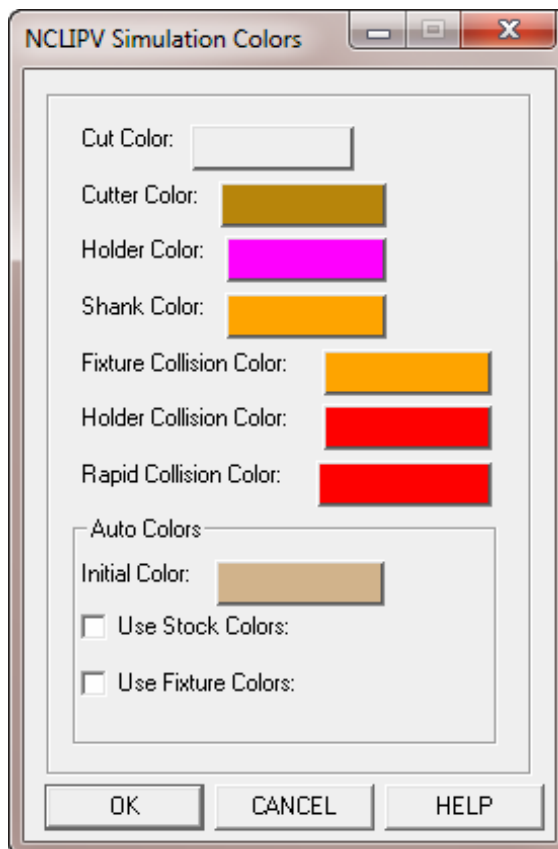 NCLIPV Simulation Colors
Cut Color:
Cutter Color:
Holder Color:
Shank Color:
Fixture Collision Color:
Holder Collision Color:
Rapid Collision Color:
Auto Colors
Initial Color:
Use Stock Colors:
Use Fixture Colors:
OK CANCEL HELP